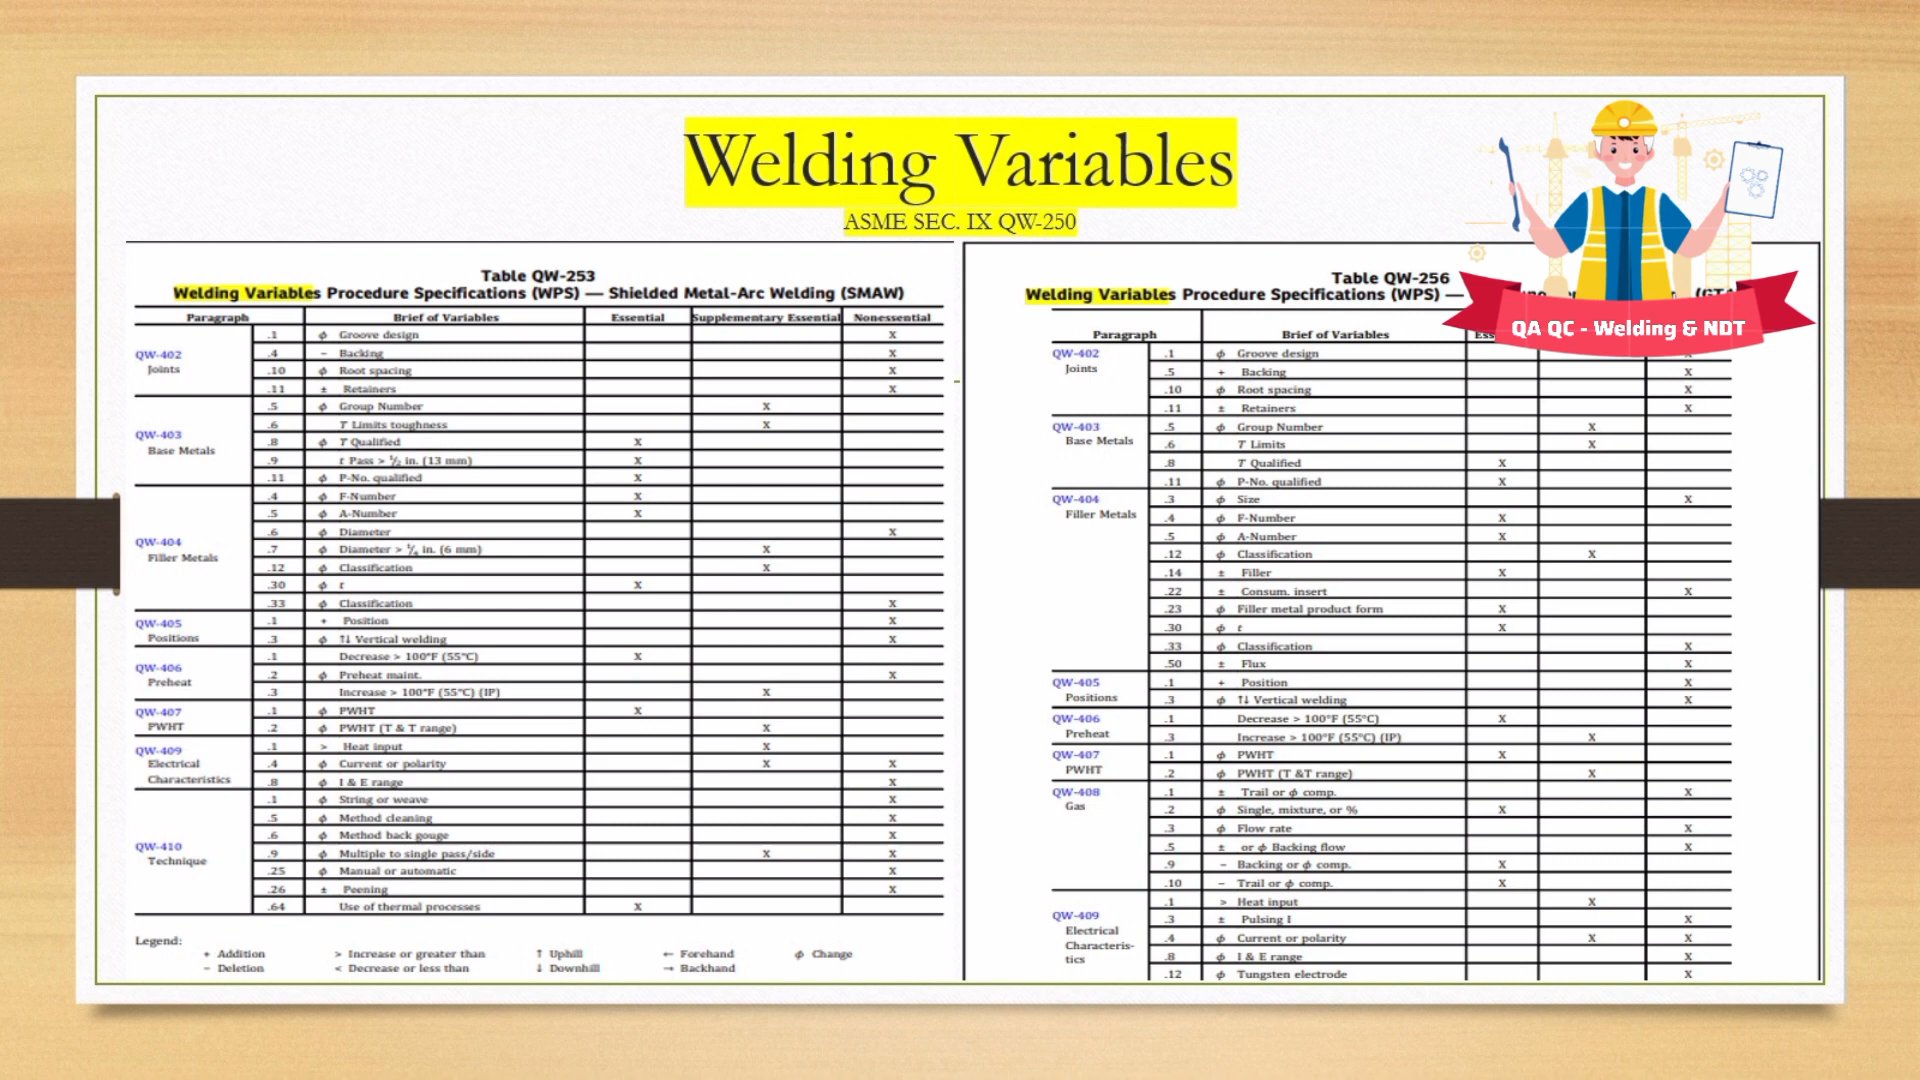 Welding Variables
ASME SEC. IX QW-250
Table QW-253
Welding Variables Procedure Specifications (WPS) — Shielded Metal-Arc Welding (SMAW)
Paragraph Brief of Variables Essential Supplementary Essential Nonessential
QW-402 Joints
.1 ϕ Groove design X
.4 − Backing X
.10 ϕ Root spacing X
.11 ± Retainers X
QW-403 Base Metals
.5 ϕ Group Number X
.6 T Limits toughness X
.8 ϕ T Qualified X
.9 t Pass > 1/2 in. (13 mm) X
.11 ϕ P-No. qualified X
QW-404 Filler Metals
.4 ϕ F-Number X
.5 ϕ A-Number X
.6 ϕ Diameter X
.7 ϕ Diameter > 1/4 in. (6 mm) X
.12 ϕ Classification X
.30 ϕ t X
.33 ϕ Classification X
QW-405 Positions
.1 + Position X
.3 ϕ ↑↓ Vertical welding X
QW-406 Preheat
.1 Decrease > 100°F (55°C) X
.2 ϕ Preheat maint. X
.3 Increase > 100°F (55°C) (IP) X
QW-407 PWHT
.1 ϕ PWHT X
.2 ϕ PWHT (T & T range) X
QW-409 Electrical Characteristics
.1 > Heat input X
.4 ϕ Current or polarity X X
.8 ϕ I & E range X
QW-410 Technique
.1 ϕ String or weave X
.5 ϕ Method cleaning X
.6 ϕ Method back gouge X
.9 ϕ Multiple to single pass/side X X
.25 ϕ Manual or automatic X
.26 ± Peening X
.64 Use of thermal processes X
Legend:
+ Addition > Increase or greater than ↑ Uphill ← Forehand ϕ Change
− Deletion < Decrease or less than ↓ Downhill → Backhand
Table QW-256
Welding Variables Procedure Specifications (WPS) —
QA QC - Welding & NDT
Paragraph Brief of Variables
QW-402 Joints
.1 ϕ Groove design X
.5 + Backing X
.10 ϕ Root spacing X
.11 ± Retainers X
QW-403 Base Metals
.5 ϕ Group Number X
.6 T Limits X
.8 T Qualified X
.11 ϕ P-No. qualified X
QW-404 Filler Metals
.3 ϕ Size X
.4 ϕ F-Number X
.5 ϕ A-Number X
.12 ϕ Classification X
.14 ± Filler X
.22 ± Consum. insert X
.23 ϕ Filler metal product form X
.30 ϕ t X
.33 ϕ Classification X
.50 ± Flux X
QW-405 Positions
.1 + Position X
.3 ϕ ↑↓ Vertical welding X
QW-406 Preheat
.1 Decrease > 100°F (55°C) X
.3 Increase > 100°F (55°C) (IP) X
QW-407 PWHT
.1 ϕ PWHT X
.2 ϕ PWHT (T &T range) X
QW-408 Gas
.1 ± Trail or ϕ comp. X
.2 ϕ Single, mixture, or % X
.3 ϕ Flow rate X
.5 ± or ϕ Backing flow X
.9 − Backing or ϕ comp. X
.10 − Trail or ϕ comp. X
QW-409 Electrical Characteris-tics
.1 > Heat input X
.3 ± Pulsing I X
.4 ϕ Current or polarity X X
.8 ϕ I & E range X
.12 ϕ Tungsten electrode X